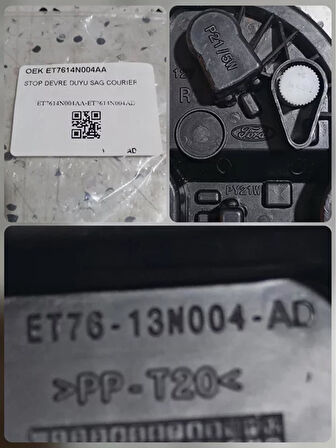 OEK ET7614N004AA
STOP DEVRE DUYU SAG COURIER
ET7614N004AA-ET7614N004AD
AD
P21/5W
12
R
Ford
PY21W
ET76-13N004-AD
>PP-T20<